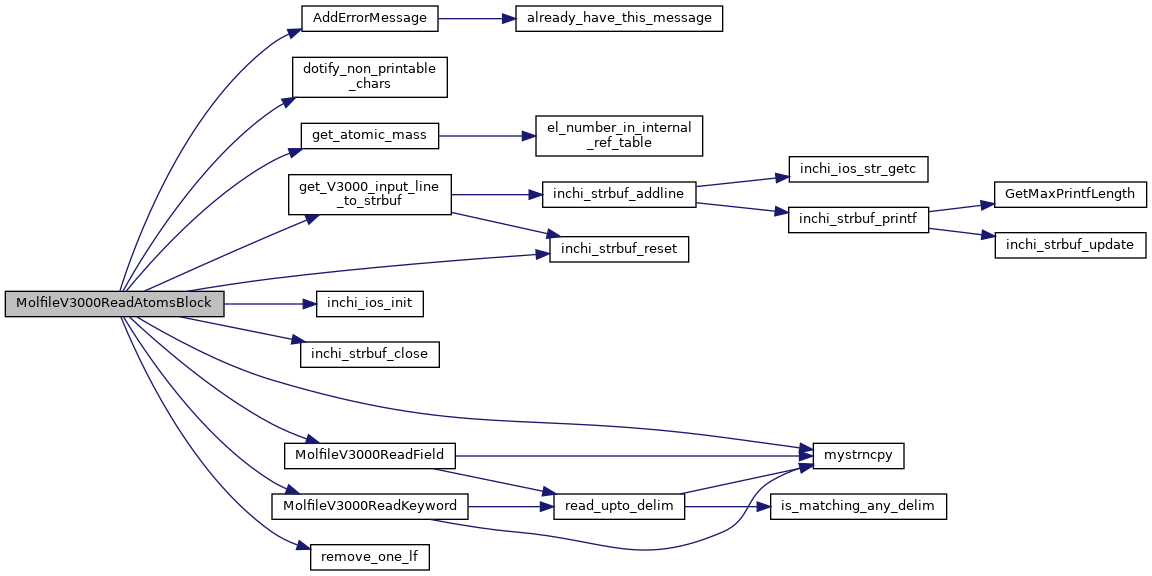 AddErrorMessage
already_have_this_message
dotify_non_printable
_chars
get_atomic_mass
el_number_in_internal
_ref_table
get_V3000_input_line
_to_strbuf
inchi_strbuf_addline
inchi_ios_str_getc
inchi_strbuf_printf
GetMaxPrintfLength
inchi_strbuf_update
inchi_strbuf_reset
MolfileV3000ReadAtomsBlock
inchi_ios_init
inchi_strbuf_close
MolfileV3000ReadField
mystrncpy
MolfileV3000ReadKeyword
read_upto_delim
is_matching_any_delim
remove_one_lf